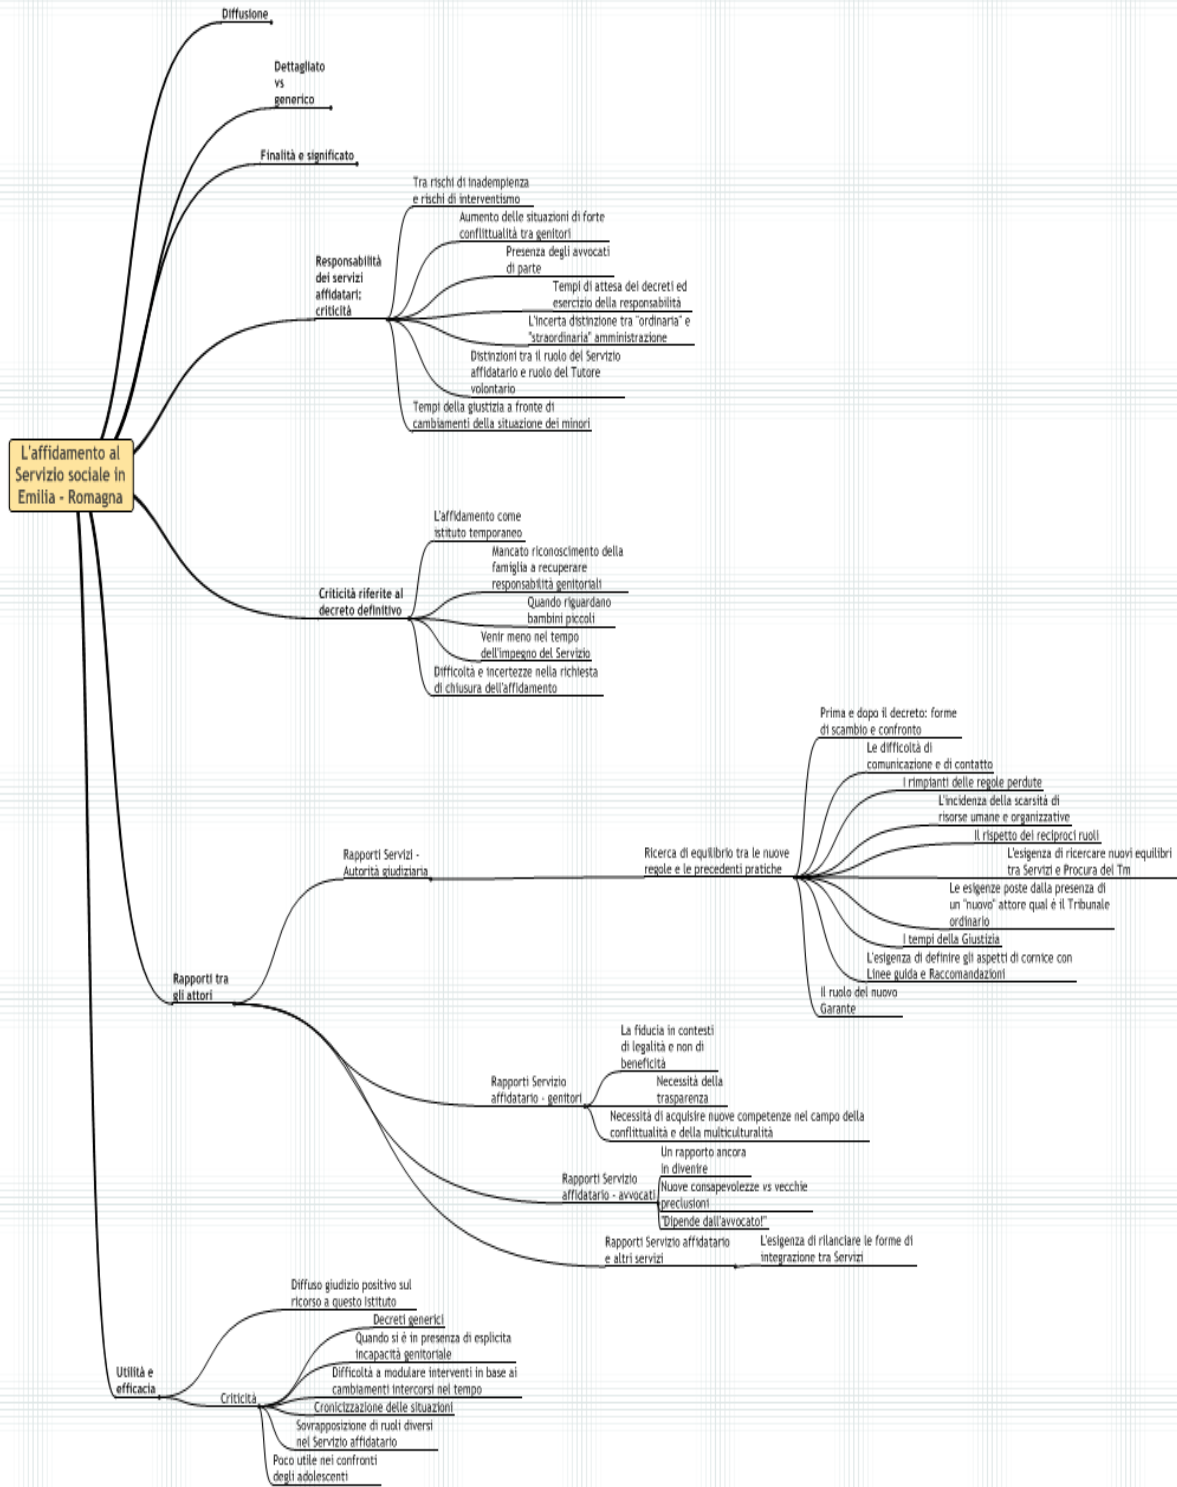 Diffusione
Dettagliato
vs
generico
Finalità e significato
Tra rischi di inadempienza
e rischi di interventismo
Aumento delle situazioni di forte
conflittualità tra genitori
Presenza degli avvocati
di parte
Responsabilità
dei servizi
affidatari:
criticità
Tempi di attesa dei decreti ed
esercizio della responsabilità
L'incerta distinzione tra "ordinaria" e
"straordinaria" amministrazione
Distinzioni tra il ruolo del Servizio
affidatario e ruolo del Tutore
volontario
Tempi della giustizia a fronte di
cambiamenti della situazione dei minori
L'affidamento al
Servizio sociale in
Emilia - Romagna
L'affidamento come
istituto temporaneo
Mancato riconoscimento della
famiglia a recuperare
responsabilità genitoriali
Criticità riferite al
decreto definitivo
Quando riguardano
bambini piccoli
Venir meno nel tempo
dell'impegno del Servizio
Difficoltà e incertezze nella richiesta
di chiusura dell'affidamento
Prima e dopo il decreto: forme
di scambio e confronto
Le difficoltà di
comunicazione e di contatto
I rimpianti delle regole perdute
L'incidenza della scarsità di
risorse umane e organizzative
Il rispetto dei reciproci ruoli
Rapporti Servizi -
Autorità giudiziaria
Ricerca di equilibrio tra le nuove
regole e le precedenti pratiche
L'esigenza di ricercare nuovi equilibri
tra Servizi e Procura del Tm
Le esigenze poste dalla presenza di
un "nuovo" attore qual è il Tribunale
ordinario
I tempi della Giustizia
L'esigenza di definire gli aspetti di cornice con
Linee guida e Raccomandazioni
Il ruolo del nuovo
Garante
Rapporti tra
gli attori
La fiducia in contesti
di legalità e non di
beneficità
Rapporti Servizio
affidatario - genitori
Necessità della
trasparenza
Necessità di acquisire nuove competenze nel campo della
conflittualità e della multiculturalità
Un rapporto ancora
in divenire
Rapporti Servizio
affidatario - avvocati
Nuove consapevolezze vs vecchie
preclusioni
"Dipende dall'avvocato!"
Rapporti Servizio affidatario
e altri servizi
L'esigenza di rilanciare le forme di
integrazione tra Servizi
Diffuso giudizio positivo sul
ricorso a questo Istituto
Utilità e
efficacia
Criticità
Decreti generici
Quando si è in presenza di esplicita
incapacità genitoriale
Difficoltà a modulare interventi in base ai
cambiamenti intercorsi nel tempo
Cronicizzazione delle situazioni
Sovrapposizione di ruoli diversi
nel Servizio affidatario
Poco utile nei confronti
degli adolescenti